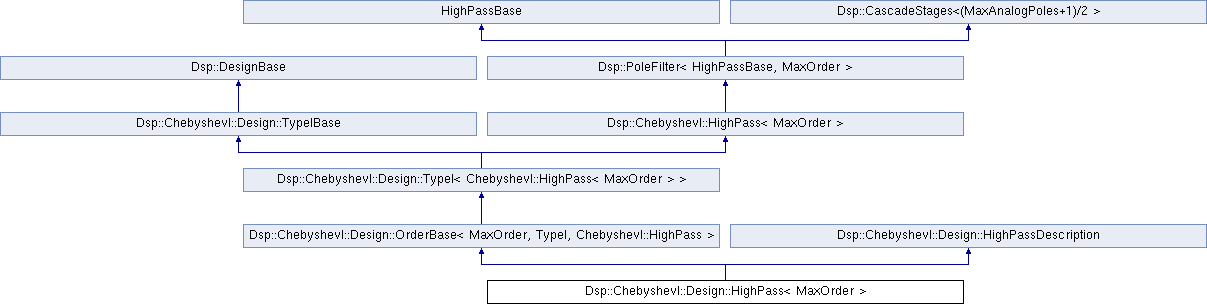 HighPassBase
Dsp::CascadeStages<(MaxAnalogPoles+1)/2 >
Dsp::DesignBase
Dsp::PoleFilter< HighPassBase, MaxOrder >
Dsp::ChebyshevI::Design::TypeIBase
Dsp::ChebyshevI::HighPass< MaxOrder >
Dsp::ChebyshevI::Design::TypeI< ChebyshevI::HighPass< MaxOrder > >
Dsp::ChebyshevI::Design::OrderBase< MaxOrder, TypeI, ChebyshevI::HighPass >
Dsp::ChebyshevI::Design::HighPassDescription
Dsp::ChebyshevI::Design::HighPass< MaxOrder >